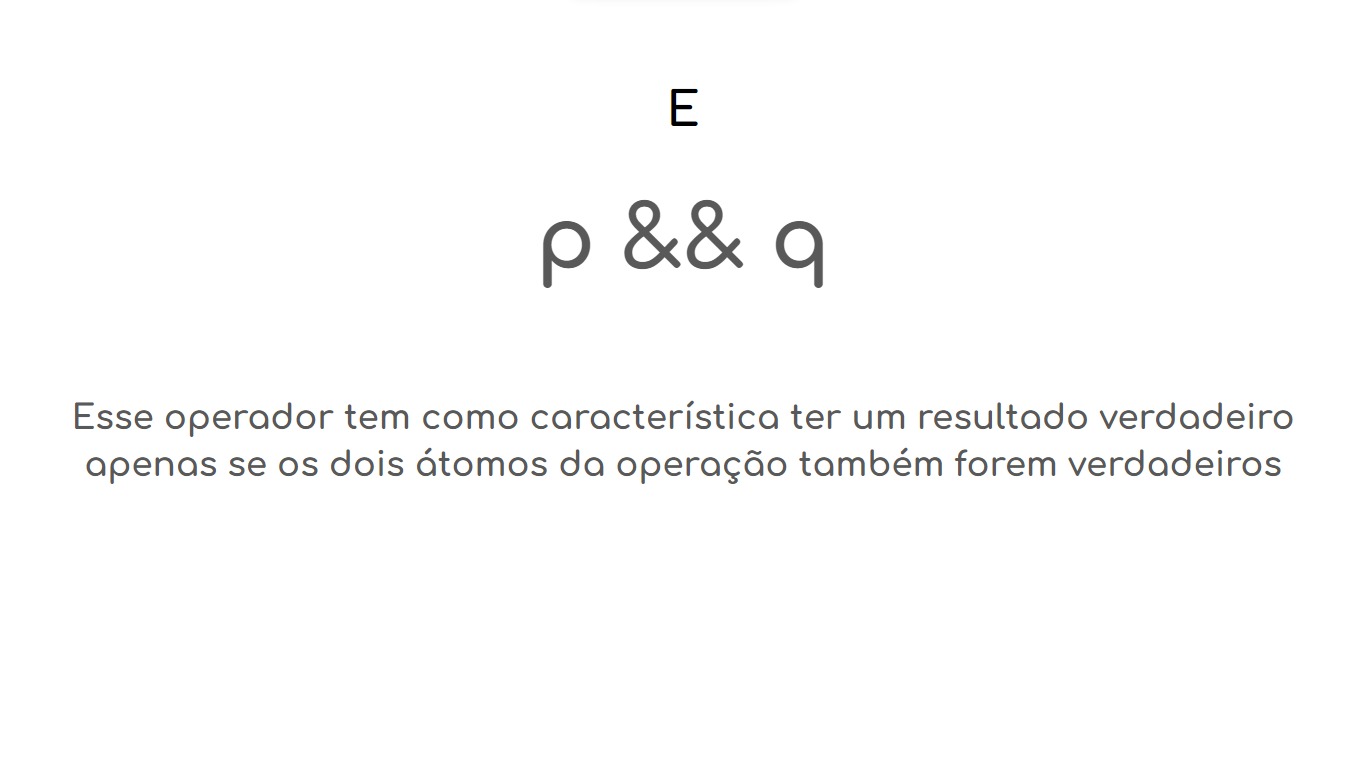 E
p && q
Esse operador tem como característica ter um resultado verdadeiro
apenas se os dois átomos da operação também forem verdadeiros